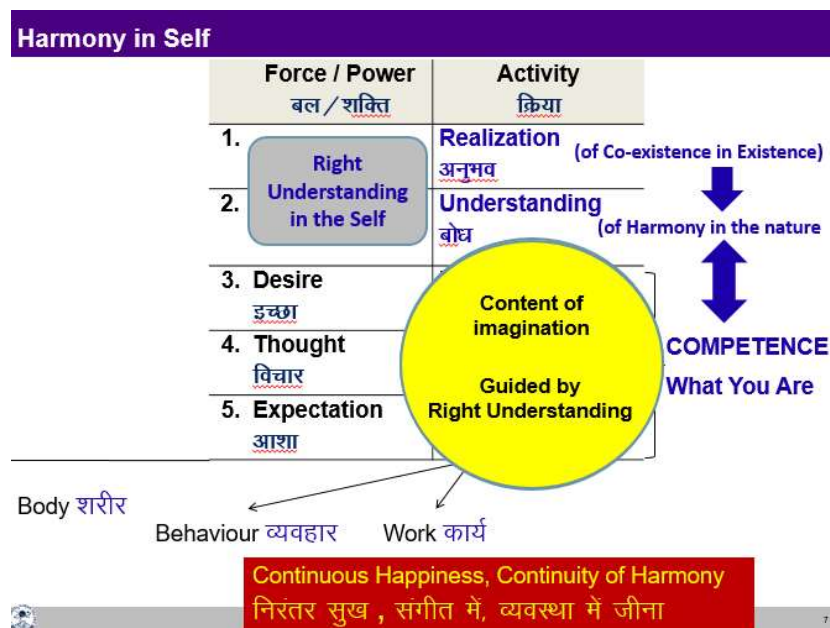 Harmony in Self
Force / Power
बल/शक्ति
Activity
क्रिया
1.
Right
Understanding
in the Self
Realization
अनुभव
(of Co-existence in Existence)
2.
Understanding
बोध
(of Harmony in the nature
3. Desire
इच्छा
4. Thought
विचार
5. Expectation
आशा
Content of
imagination
Guided by
Right Understanding
COMPETENCE
What You Are
Body शरीर
Behaviour व्यवहार
Work कार्य
Continuous Happiness, Continuity of Harmony
निरंतर सुख , संगीत में, व्यवस्था में जीना
7